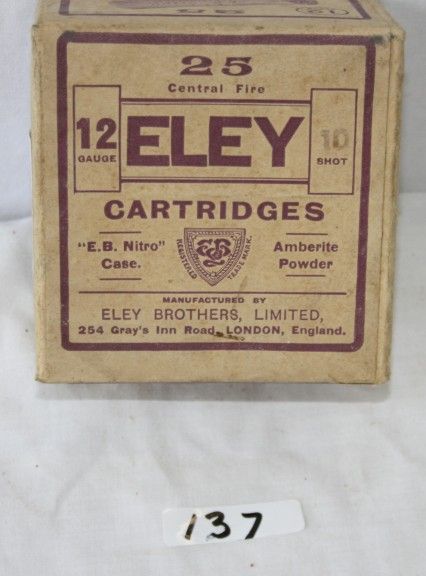 25
Central Fire
12 GAUGE
ELEY
10 SHOT
CARTRIDGES
"E.B. Nitro" Case.
REGISTERED TRADE MARK.
Amberite Powder
MANUFACTURED BY
ELEY BROTHERS, LIMITED,
254 Gray's Inn Road, LONDON, England.
137